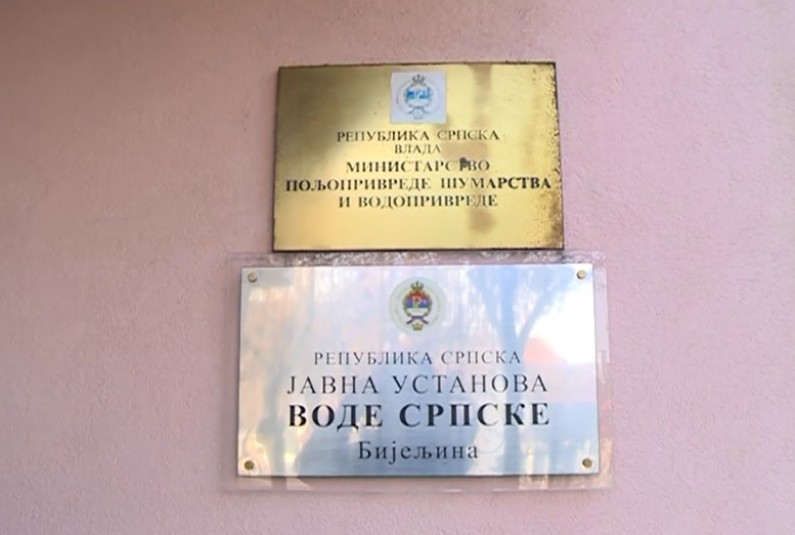 РЕПУБЛИКА СРПСКА
ВЛАДА
МИНИСТАРСТВО
ПОЉОПРИВРЕДЕ ШУМАРСТВА
И ВОДОПРИВРЕДЕ
РЕПУБЛИКА СРПСКА
ЈАВНА УСТАНОВА
ВОДЕ СРПСКЕ
Бијељина